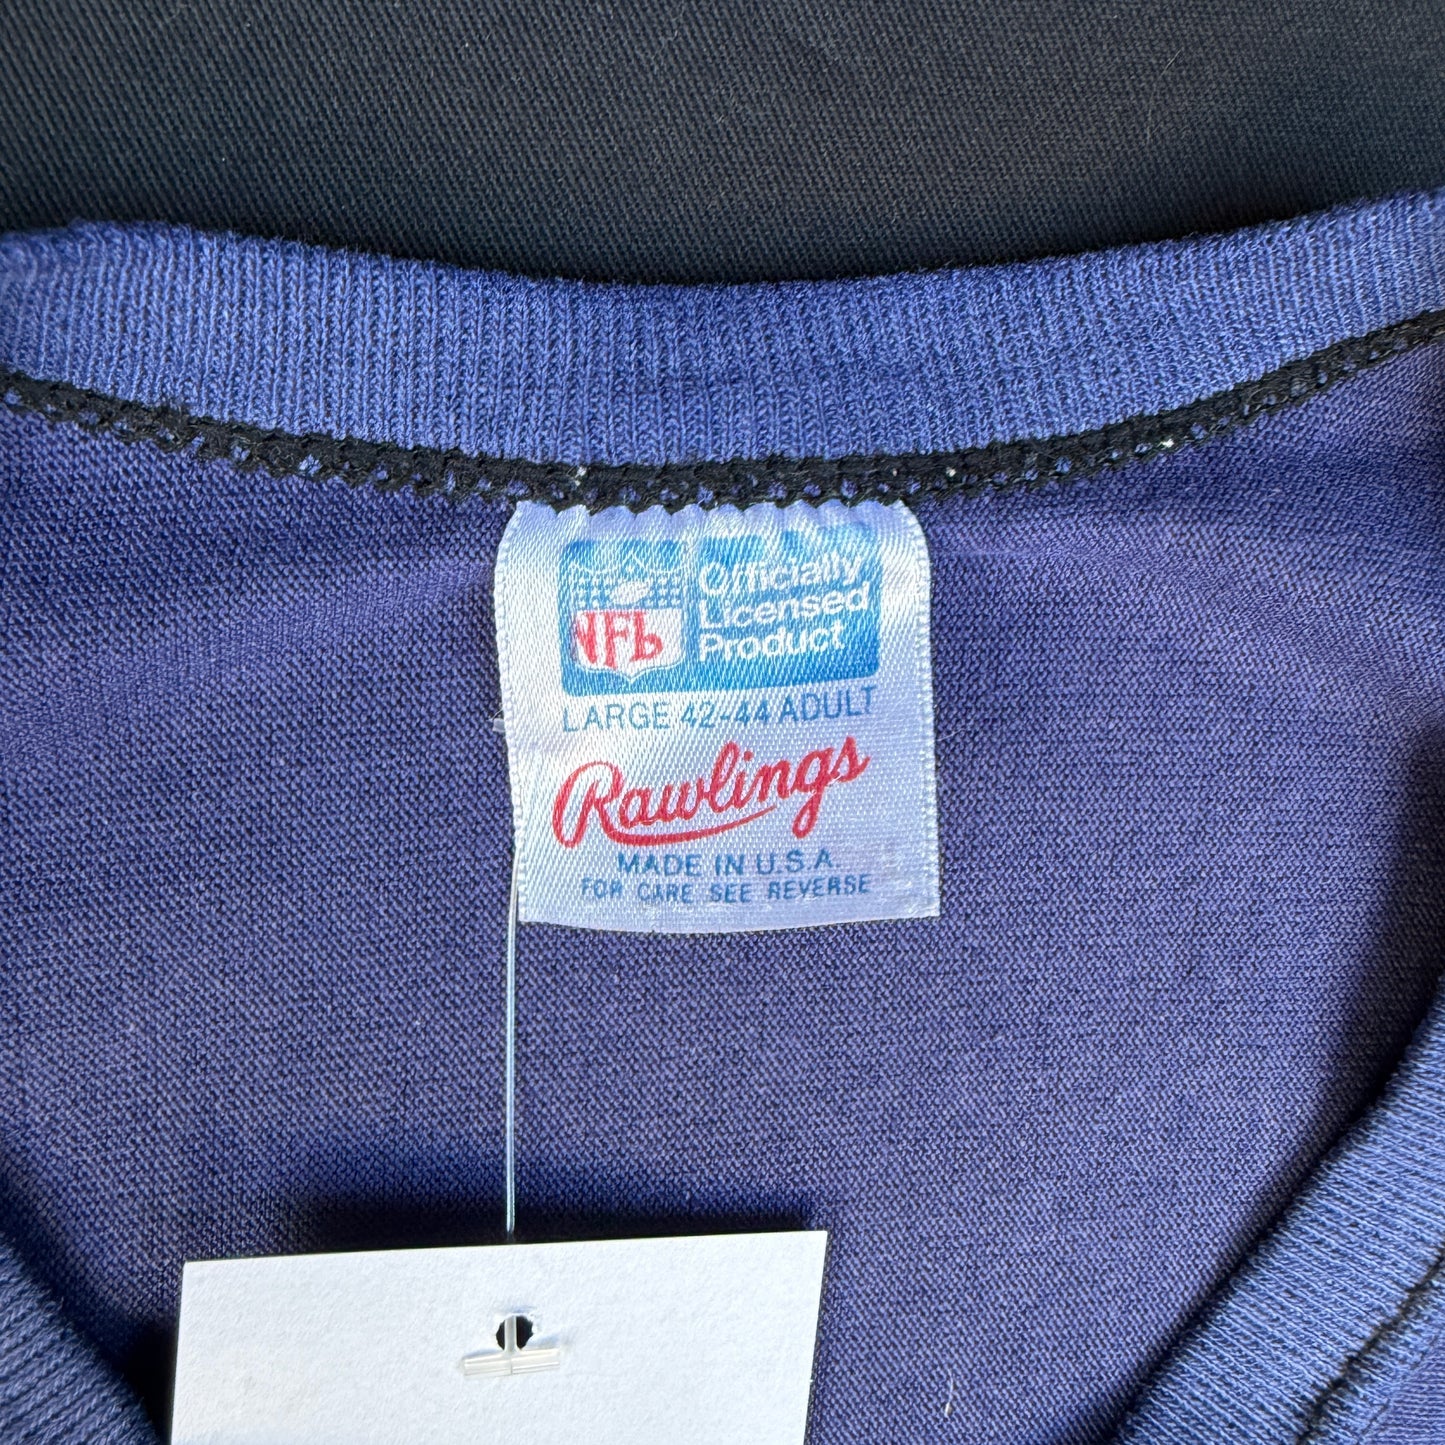 NFL
Officially
Licensed
Product
LARGE 42-44 ADULT
Rawlings
MADE IN U.S.A.
FOR CARE SEE REVERSE